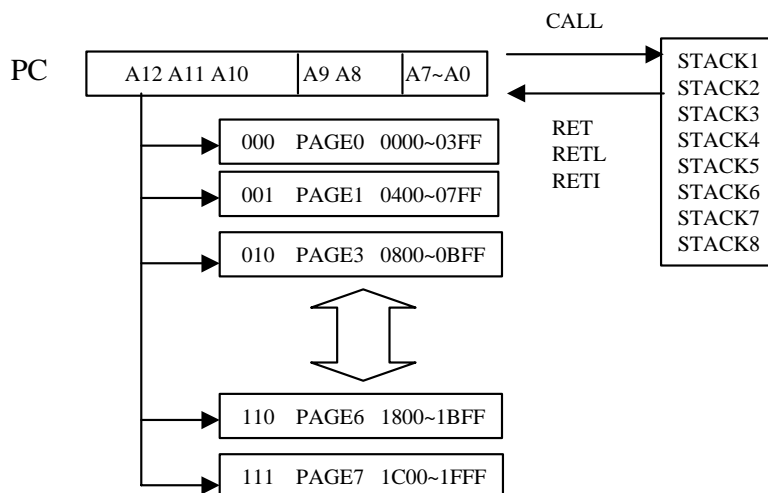 CALL
PC
A12 A11 A10 A9 A8 A7~A0
000 PAGE0 0000~03FF
001 PAGE1 0400~07FF
010 PAGE3 0800~0BFF
110 PAGE6 1800~1BFF
111 PAGE7 1C00~1FFF
RET
RETL
RETI
STACK1
STACK2
STACK3
STACK4
STACK5
STACK6
STACK7
STACK8